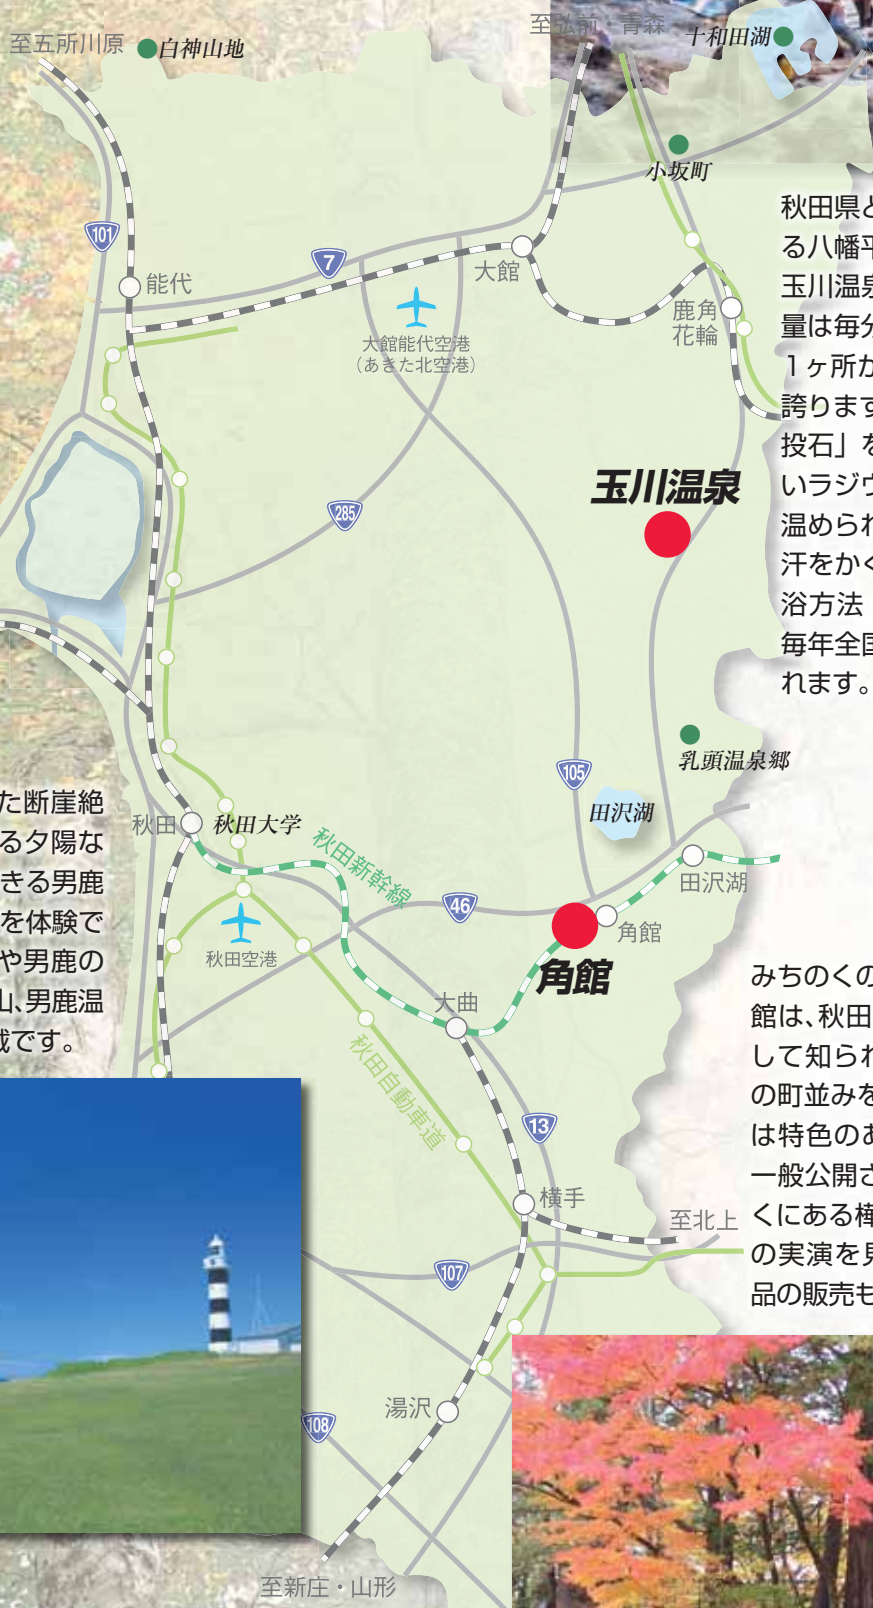 至五所川原
白神山地
至弘前・青森
十和田湖
小坂町
101
7
能代
大館
大館能代空港
(あきた北空港)
鹿角
花輪
秋田県と
る八幡平
玉川温泉
量は毎分
1ヶ所か
誇ります
投石」を
いラジウ
温められ
汗をかく
浴方法
毎年全国
れます。
玉川温泉
285
乳頭温泉郷
105
田沢湖
た断崖絶
る夕陽な
きる男鹿
を体験で
や男鹿の
山、男鹿温
載です。
秋田
秋田大学
秋田新幹線
46
田沢湖
角館
角館
秋田空港
大曲
秋田自動車道
13
横手
至北上
107
湯沢
108
至新庄・山形
みちのくの
館は、秋田
して知られ
の町並みを
は特色のあ
一般公開さ
くにある樺
の実演を見
品の販売も